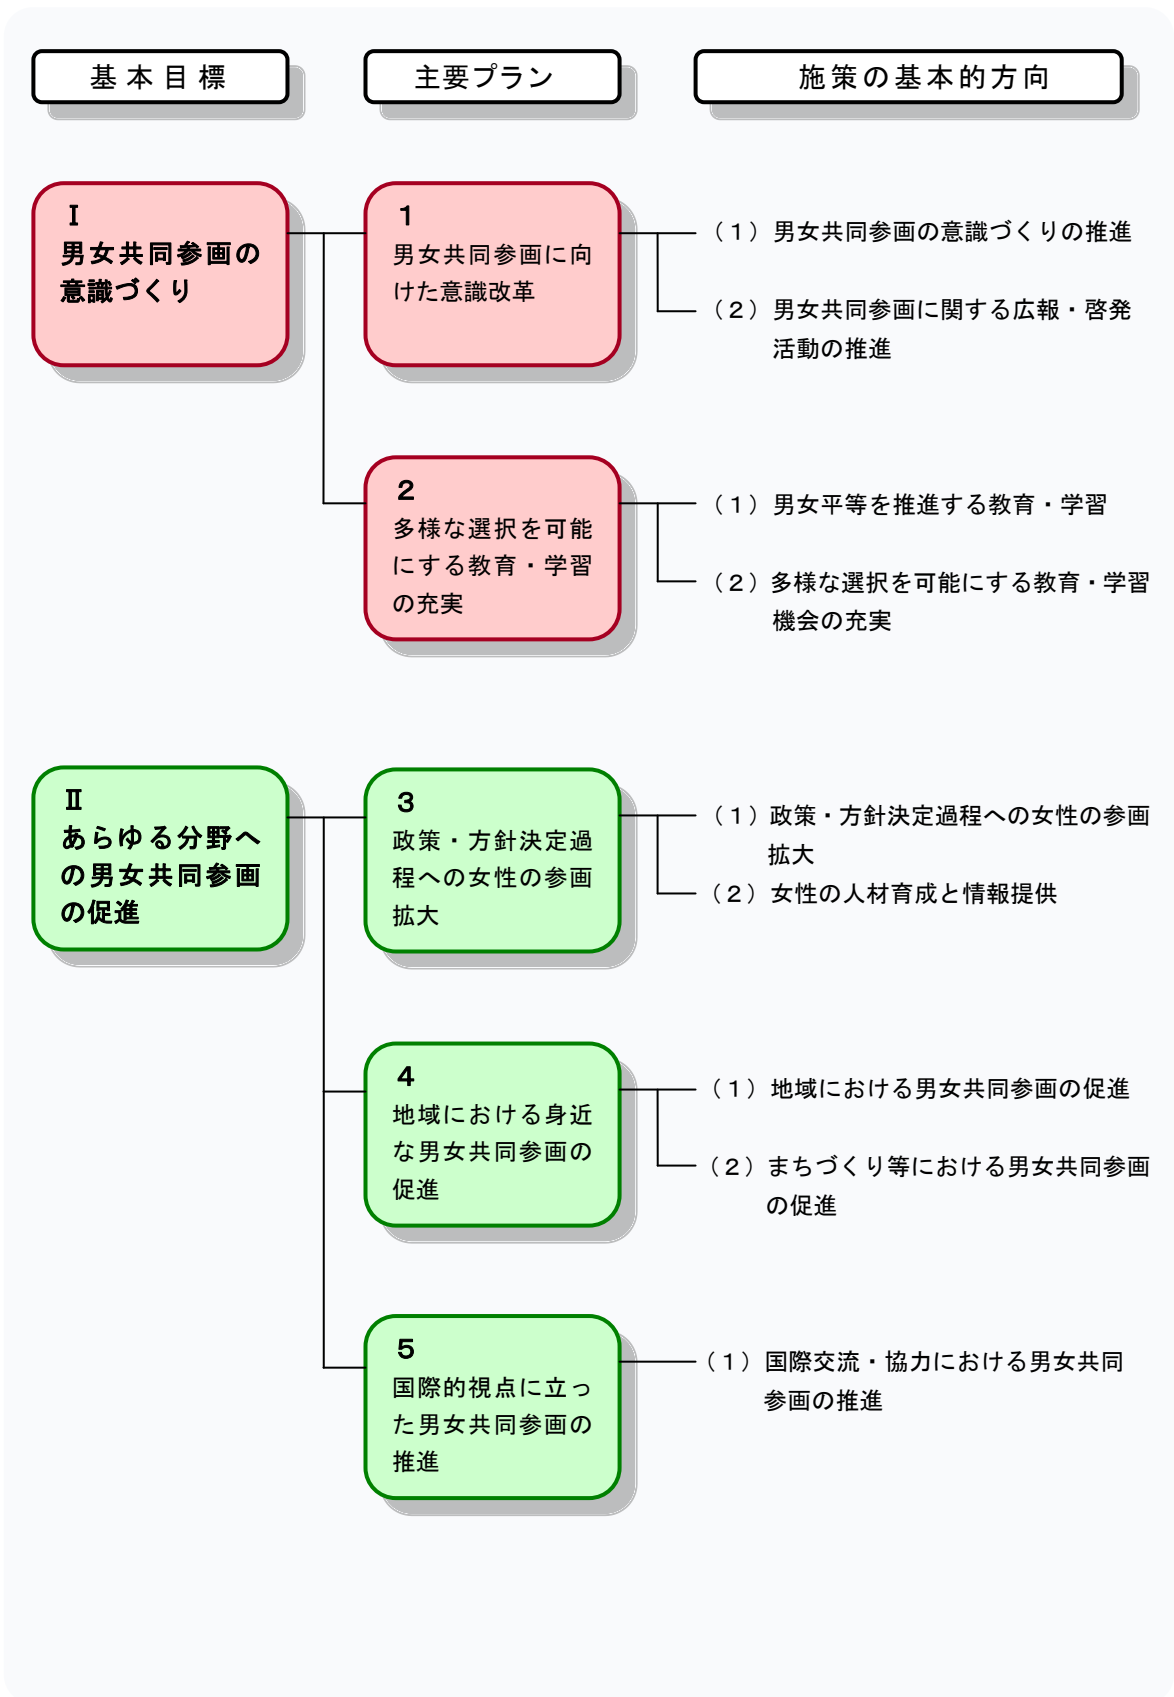 基本目標
主要プラン
施策の基本的方向
Ⅰ
男女共同参画の
意識づくり
1
男女共同参画に向
けた意識改革
（1）男女共同参画の意識づくりの推進
（2）男女共同参画に関する広報・啓発
活動の推進
2
多様な選択を可能
にする教育・学習
の充実
（1）男女平等を推進する教育・学習
（2）多様な選択を可能にする教育・学習
機会の充実
Ⅱ
あらゆる分野へ
の男女共同参画
の促進
3
政策・方針決定過
程への女性の参画
拡大
（1）政策・方針決定過程への女性の参画
拡大
（2）女性の人材育成と情報提供
4
地域における身近
な男女共同参画の
促進
（1）地域における男女共同参画の促進
（2）まちづくり等における男女共同参画
の促進
5
国際的視点に立っ
た男女共同参画の
推進
（1）国際交流・協力における男女共同
参画の推進